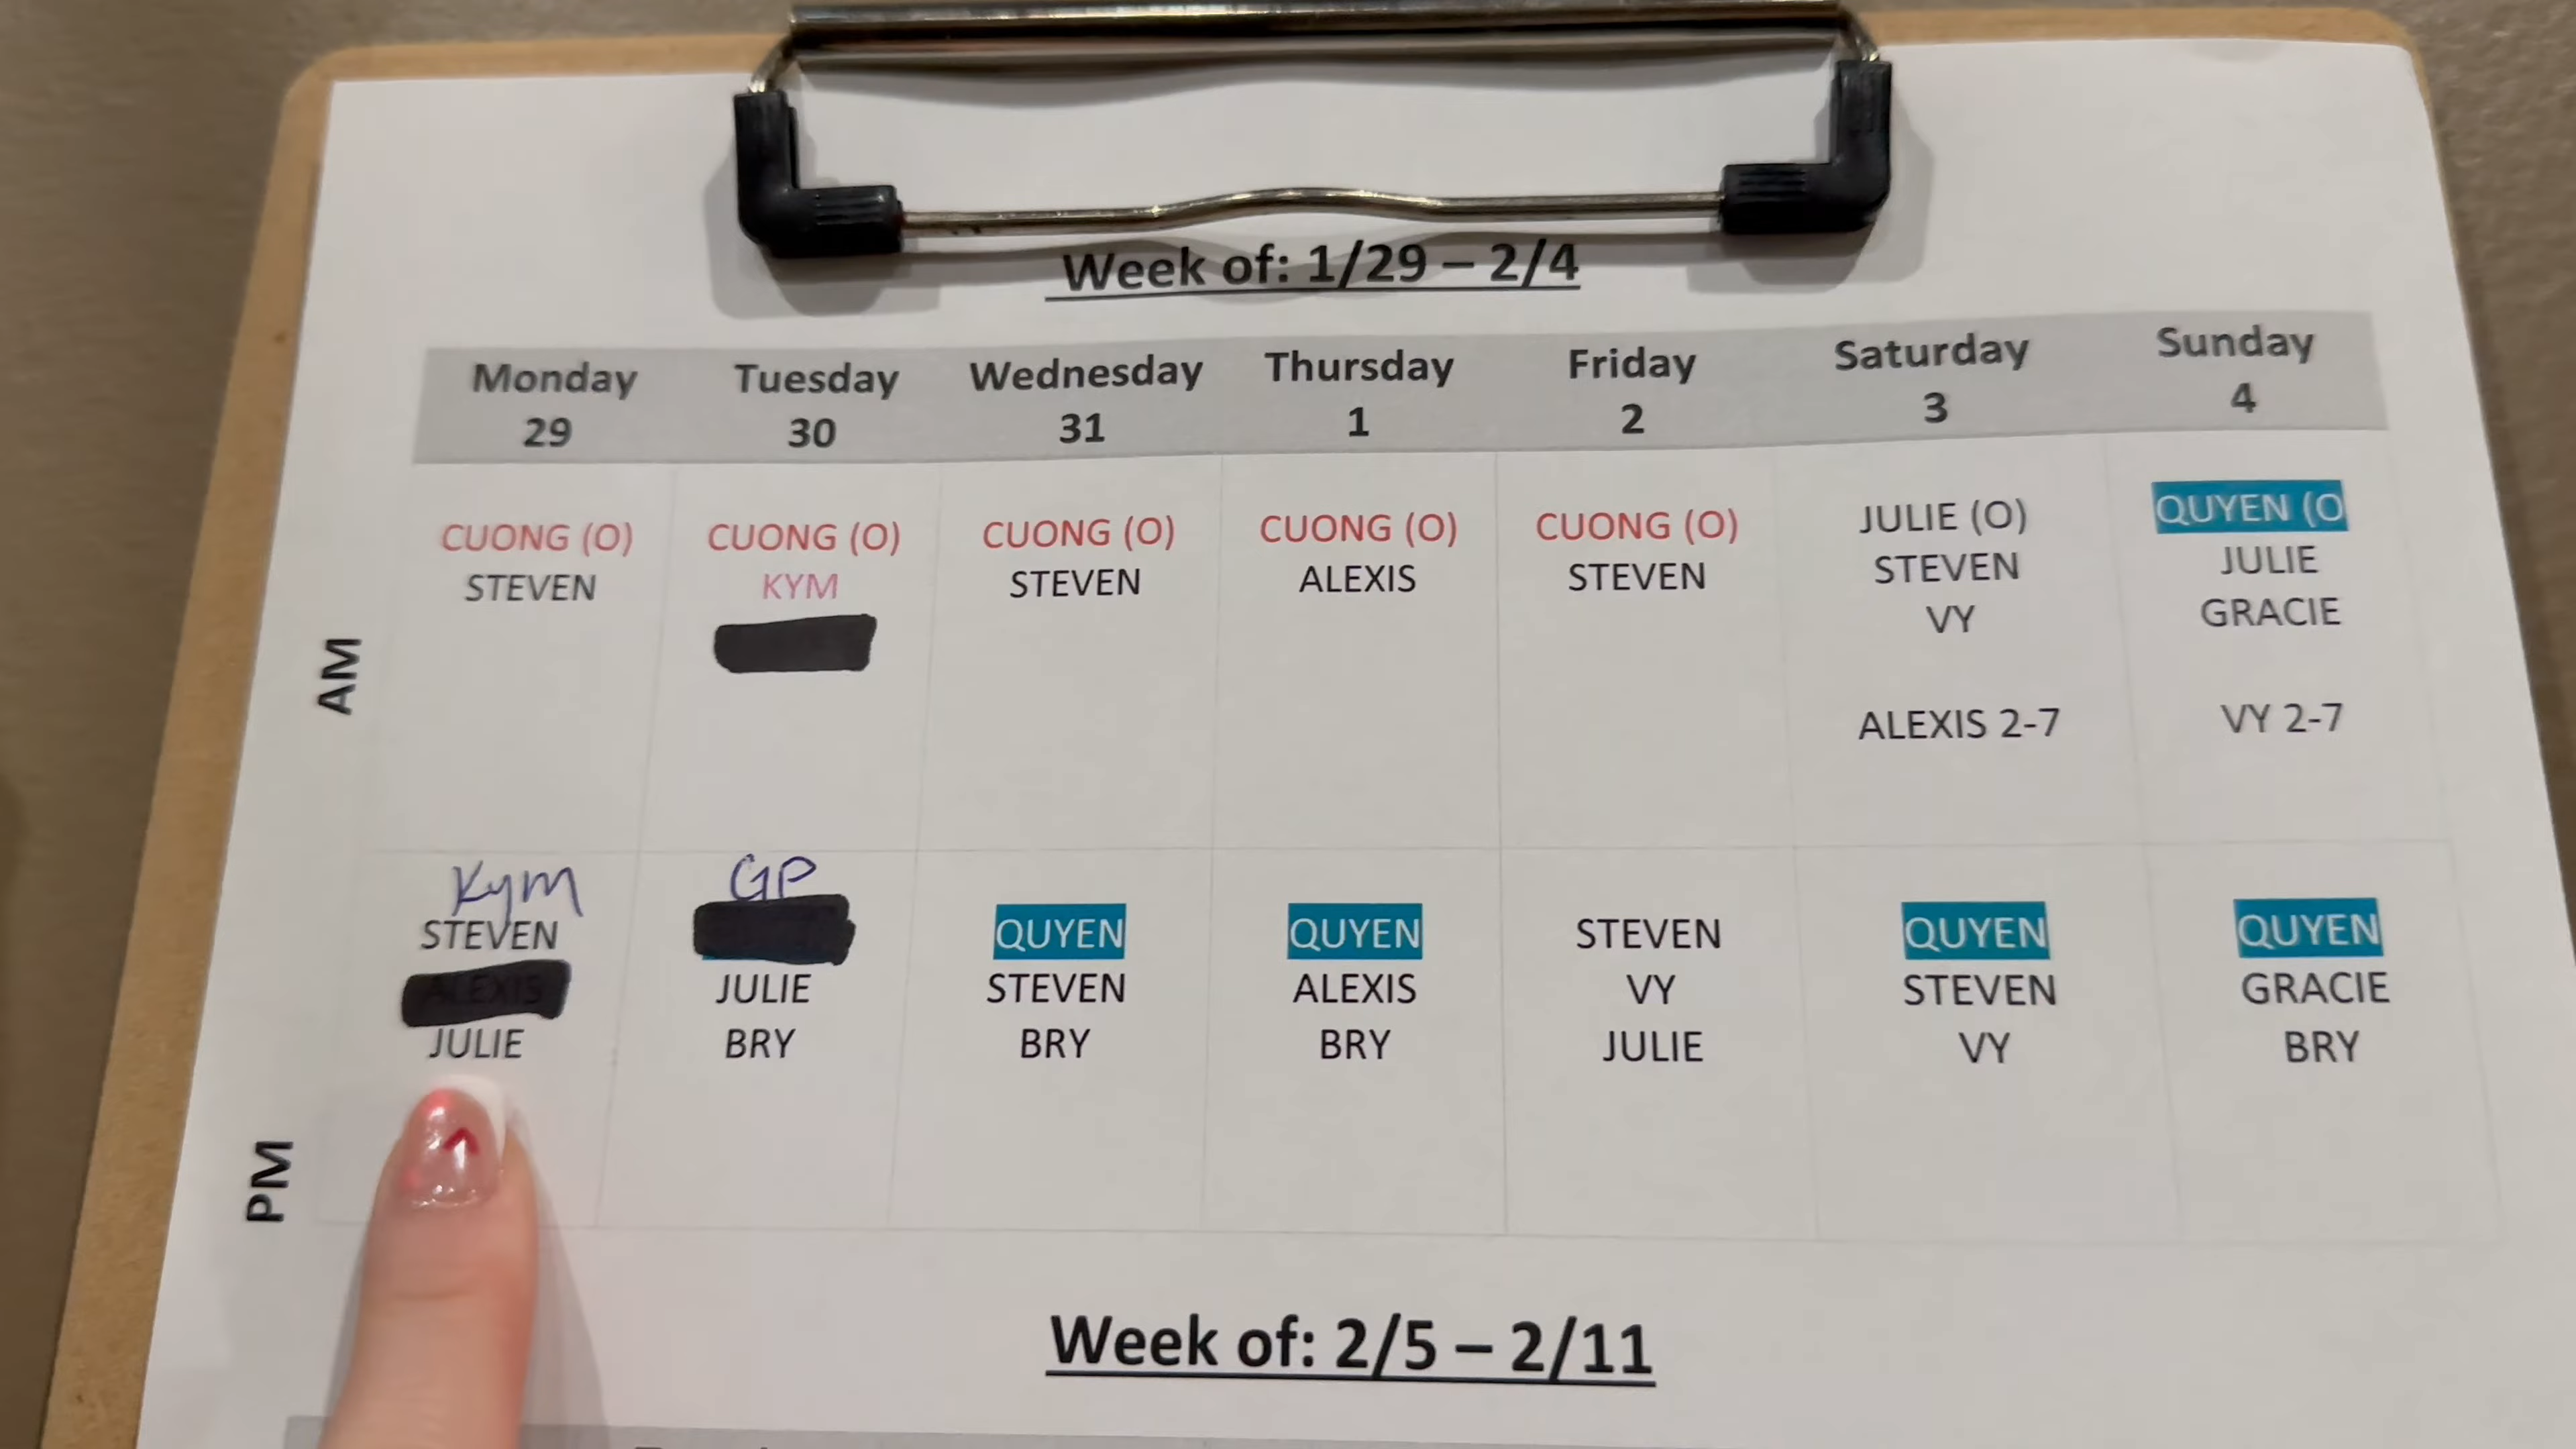 Week of: 1/29 – 2/4
Monday Tuesday Wednesday Thursday Friday Saturday Sunday
29 30 31 1 2 3 4
AM
CUONG (O) CUONG (O) CUONG (O) CUONG (O) CUONG (O) JULIE (O) QUYEN (O
STEVEN KYM STEVEN ALEXIS STEVEN STEVEN JULIE
VY GRACIE
ALEXIS 2-7 VY 2-7
PM
Kym GP
STEVEN QUYEN QUYEN STEVEN QUYEN QUYEN
ALEXIS JULIE STEVEN ALEXIS VY STEVEN GRACIE
JULIE BRY BRY BRY JULIE VY BRY
Week of: 2/5 – 2/11